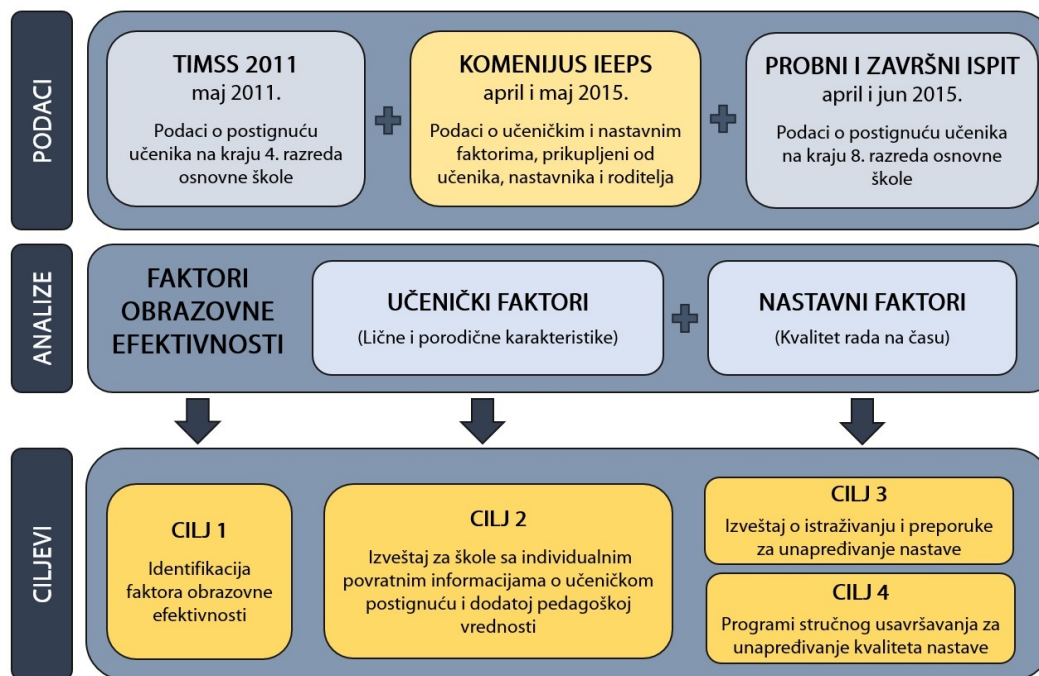 PODACI
TIMSS 2011
maj 2011.
Podaci o postignuću
učenika na kraju 4. razreda
osnovne škole
KOMENIJUS IEEPS
april i maj 2015.
Podaci o učeničkim i nastavnim
faktorima, prikupljeni od
učenika, nastavnika i roditelja
PROBNI I ZAVRŠNI ISPIT
april i jun 2015.
Podaci o postignuću učenika
na kraju 8. razreda osnovne
škole
ANALIZE
FAKTORI
OBRAZOVNE
EFEKTIVNOSTI
UČENIČKI FAKTORI
(Lične i porodične karakteristike)
NASTAVNI FAKTORI
(Kvalitet rada na času)
CILJEVI
CILJ 1
Identifikacija
faktora obrazovne
efektivnosti
CILJ 2
Izveštaj za škole sa individualnim
povratnim informacijama o učeničkom
postignuću i dodatoj pedagoškoj
vrednosti
CILJ 3
Izveštaj o istraživanju i preporuke
za unapređivanje nastave
CILJ 4
Programi stručnog usavršavanja za
unapređivanje kvaliteta nastave